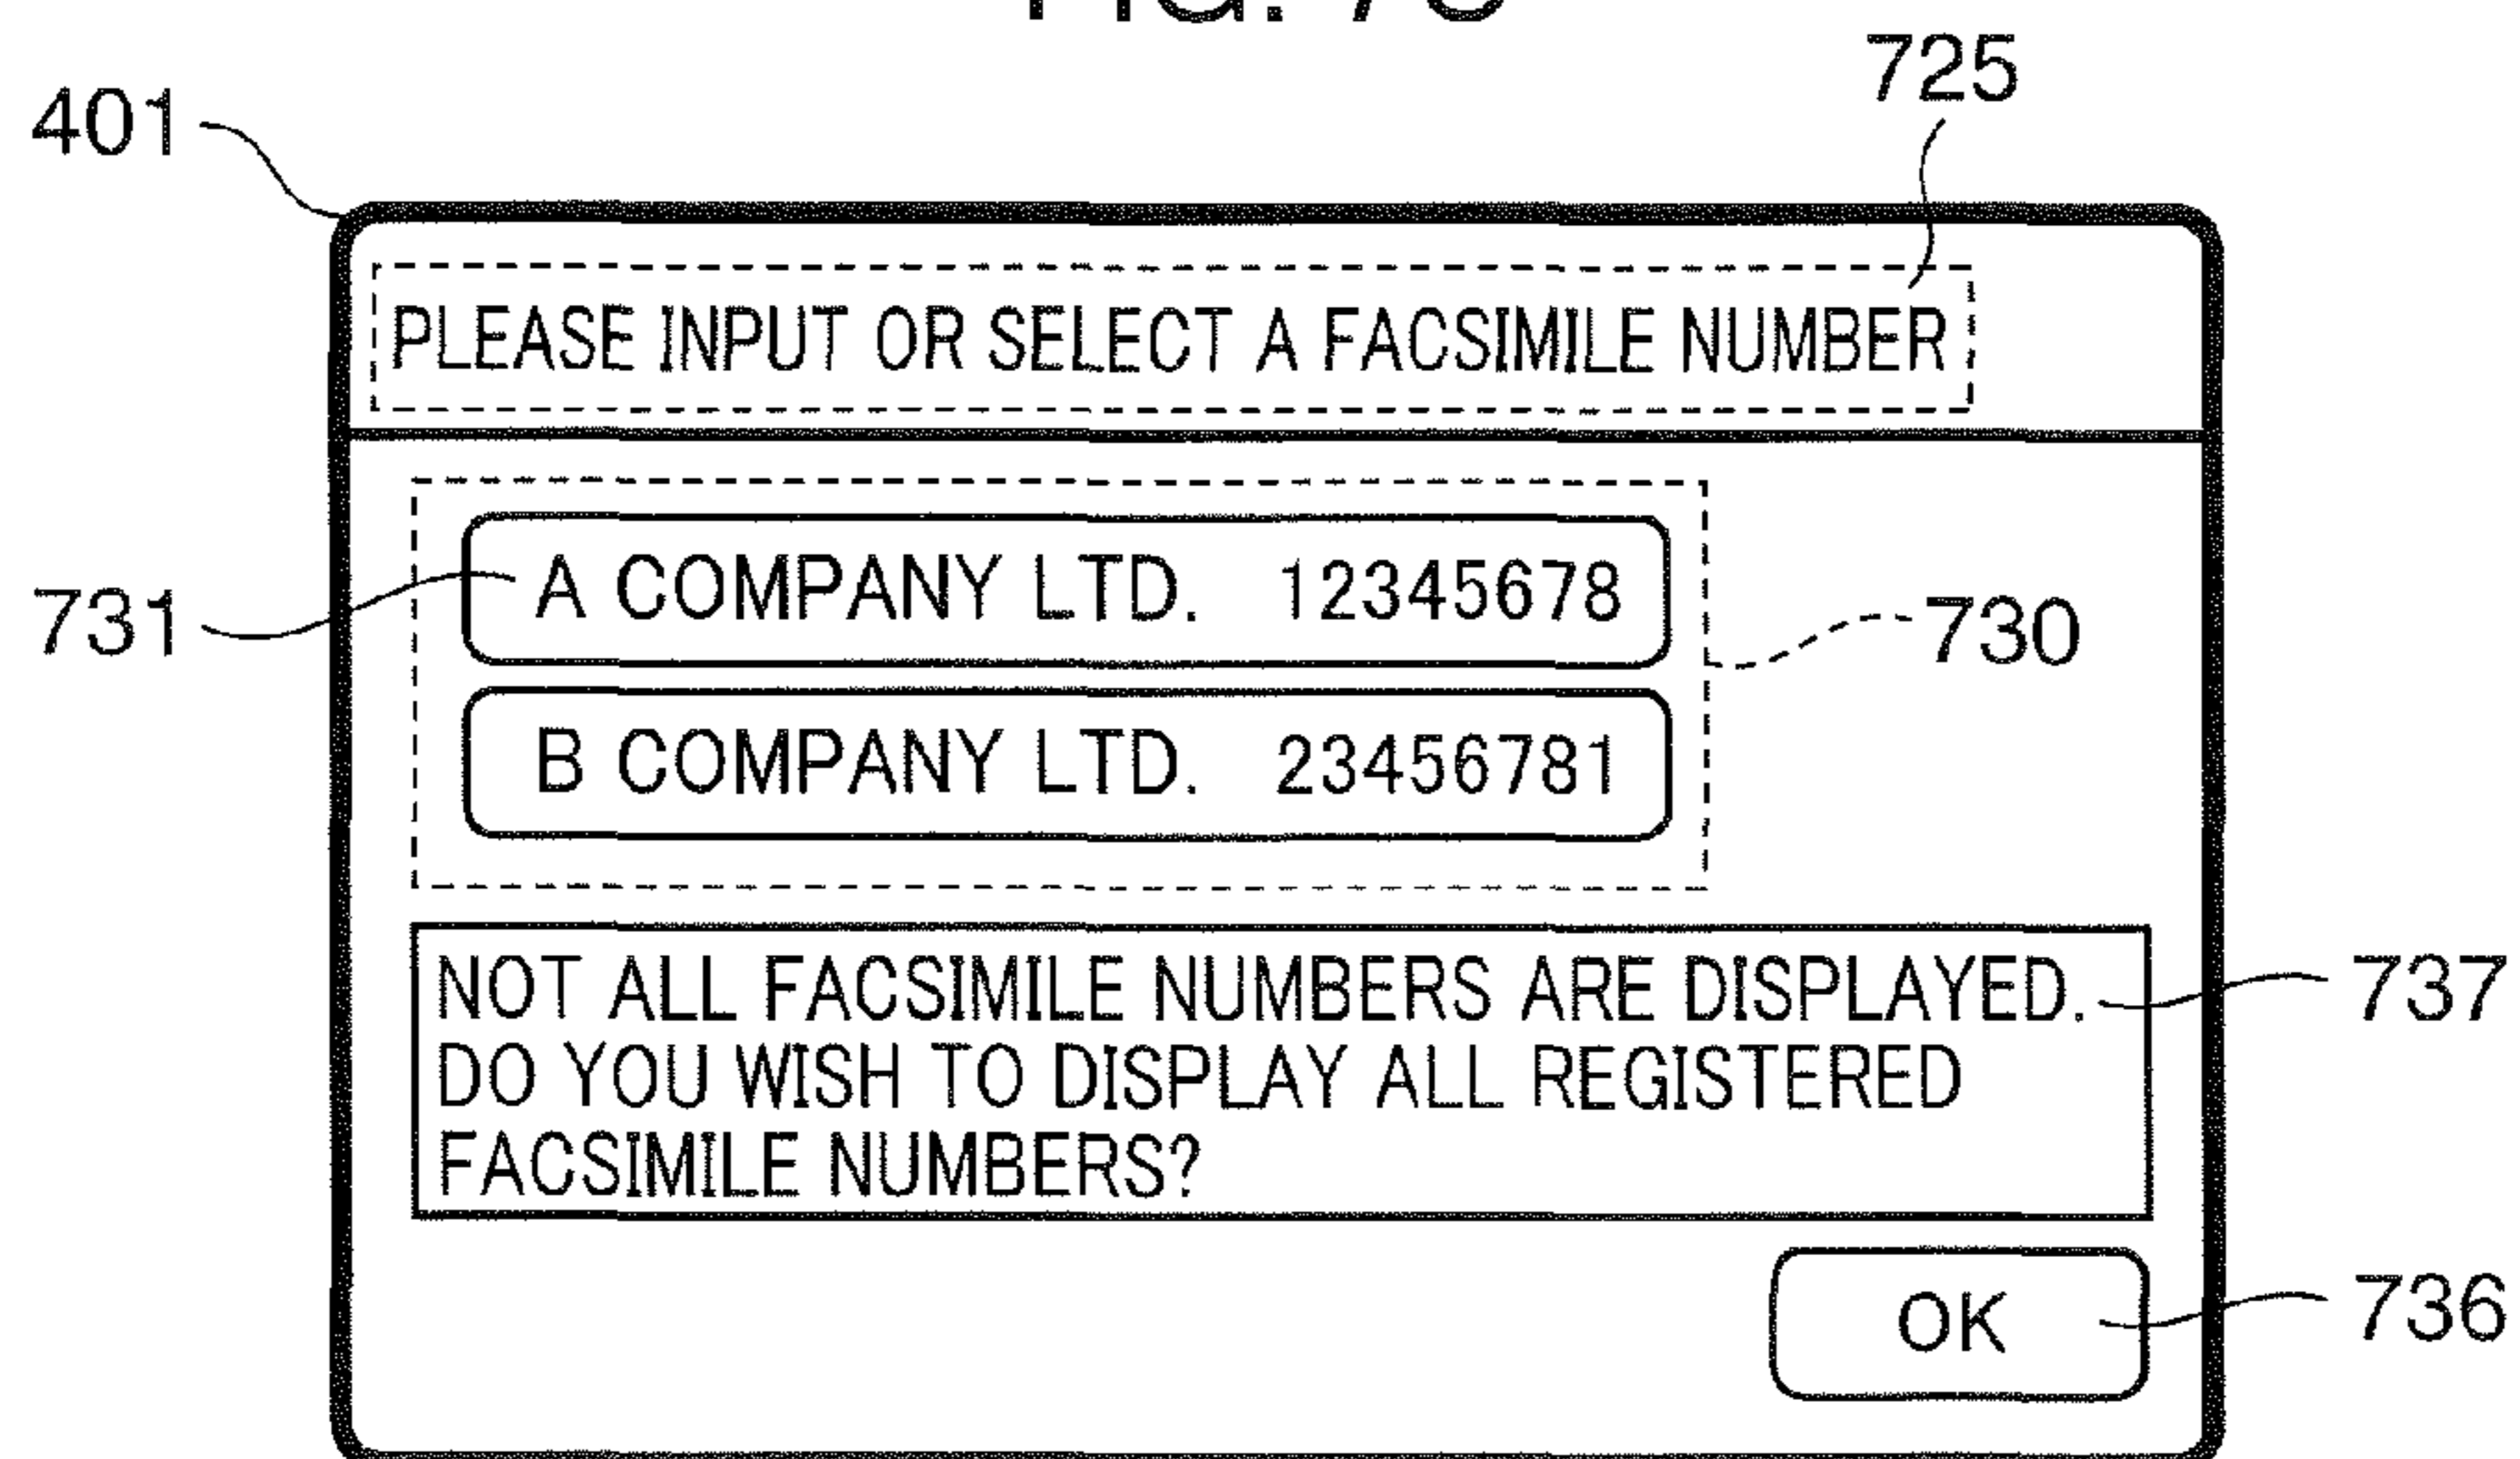 725
401
PLEASE INPUT OR SELECT A FACSIMILE NUMBER
A COMPANY LTD. 12345678
731
730
B COMPANY LTD. 23456781
NOT ALL FACSIMILE NUMBERS ARE DISPLAYED.
737
DO YOU WISH TO DISPLAY ALL REGISTERED
FACSIMILE NUMBERS?
OK
736